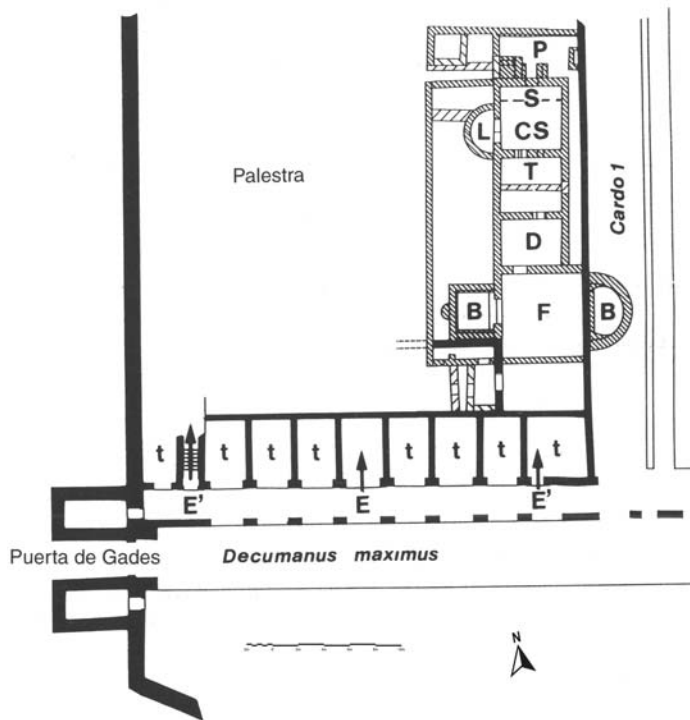 P
S
L
CS
T
Palestra
Cardo 1
D
B
F
B
t
t
t
t
t
t
t
t
E'
E
E'
Puerta de Gades
Decumanus maximus
N